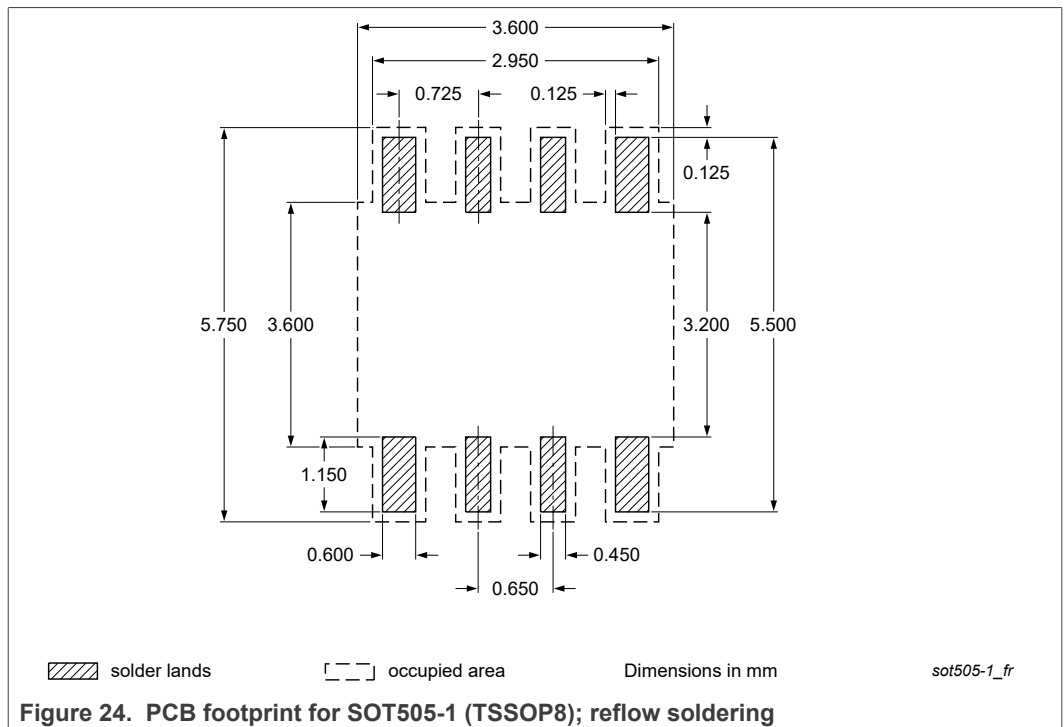 3.600
2.950
0.725 0.125
0.125
5.750 3.600 3.200 5.500
1.150
0.600 0.450
0.650
solder lands occupied area Dimensions in mm sot505-1_fr
Figure 24. PCB footprint for SOT505-1 (TSSOP8); reflow soldering